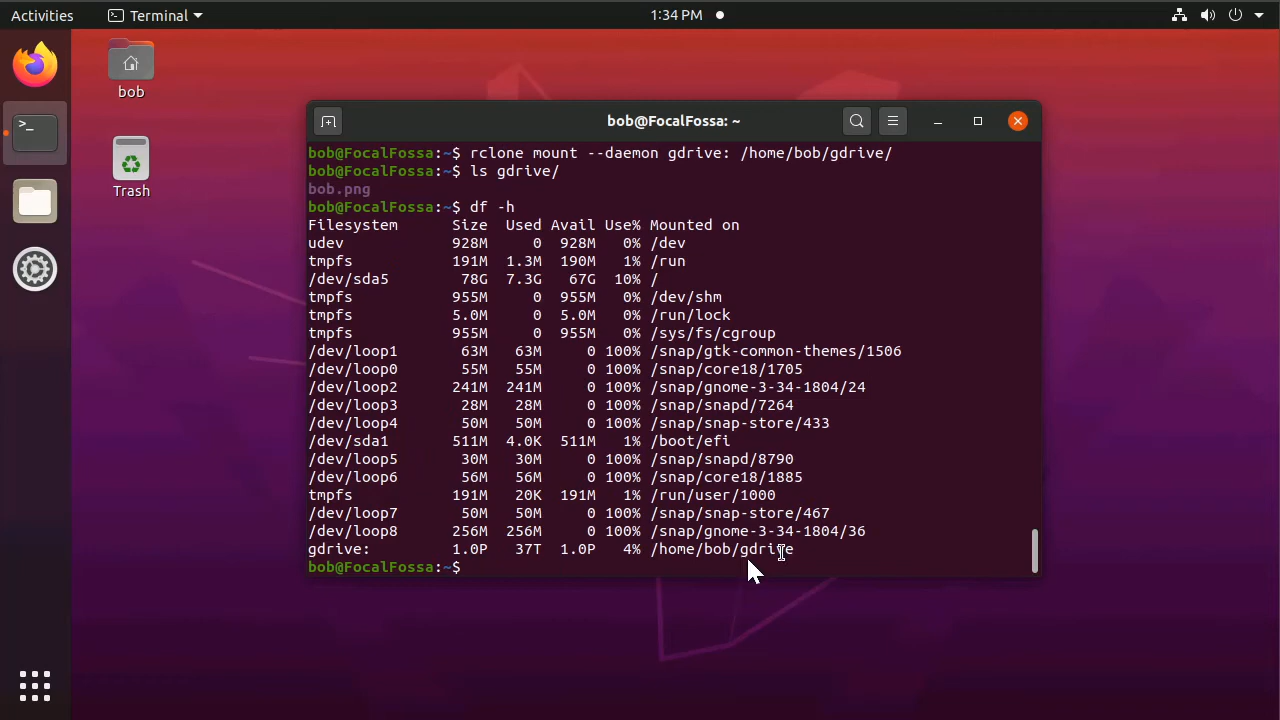 Activities Terminal 1:34 PM
bob
Trash
bob@FocalFossa: ~
bob@FocalFossa:~$ rclone mount --daemon gdrive: /home/bob/gdrive/
bob@FocalFossa:~$ ls gdrive/
bob.png
bob@FocalFossa:~$ df -h
Filesystem Size Used Avail Use% Mounted on
udev 928M 0 928M 0% /dev
tmpfs 191M 1.3M 190M 1% /run
/dev/sda5 78G 7.3G 67G 10% /
tmpfs 955M 0 955M 0% /dev/shm
tmpfs 5.0M 0 5.0M 0% /run/lock
tmpfs 955M 0 955M 0% /sys/fs/cgroup
/dev/loop1 63M 63M 0 100% /snap/gtk-common-themes/1506
/dev/loop0 55M 55M 0 100% /snap/core18/1705
/dev/loop2 241M 241M 0 100% /snap/gnome-3-34-1804/24
/dev/loop3 28M 28M 0 100% /snap/snapd/7264
/dev/loop4 50M 50M 0 100% /snap/snap-store/433
/dev/sda1 511M 4.0K 511M 1% /boot/efi
/dev/loop5 30M 30M 0 100% /snap/snapd/8790
/dev/loop6 56M 56M 0 100% /snap/core18/1885
tmpfs 191M 20K 191M 1% /run/user/1000
/dev/loop7 50M 50M 0 100% /snap/snap-store/467
/dev/loop8 256M 256M 0 100% /snap/gnome-3-34-1804/36
gdrive: 1.0P 37T 1.0P 4% /home/bob/gdrive
bob@FocalFossa:~$